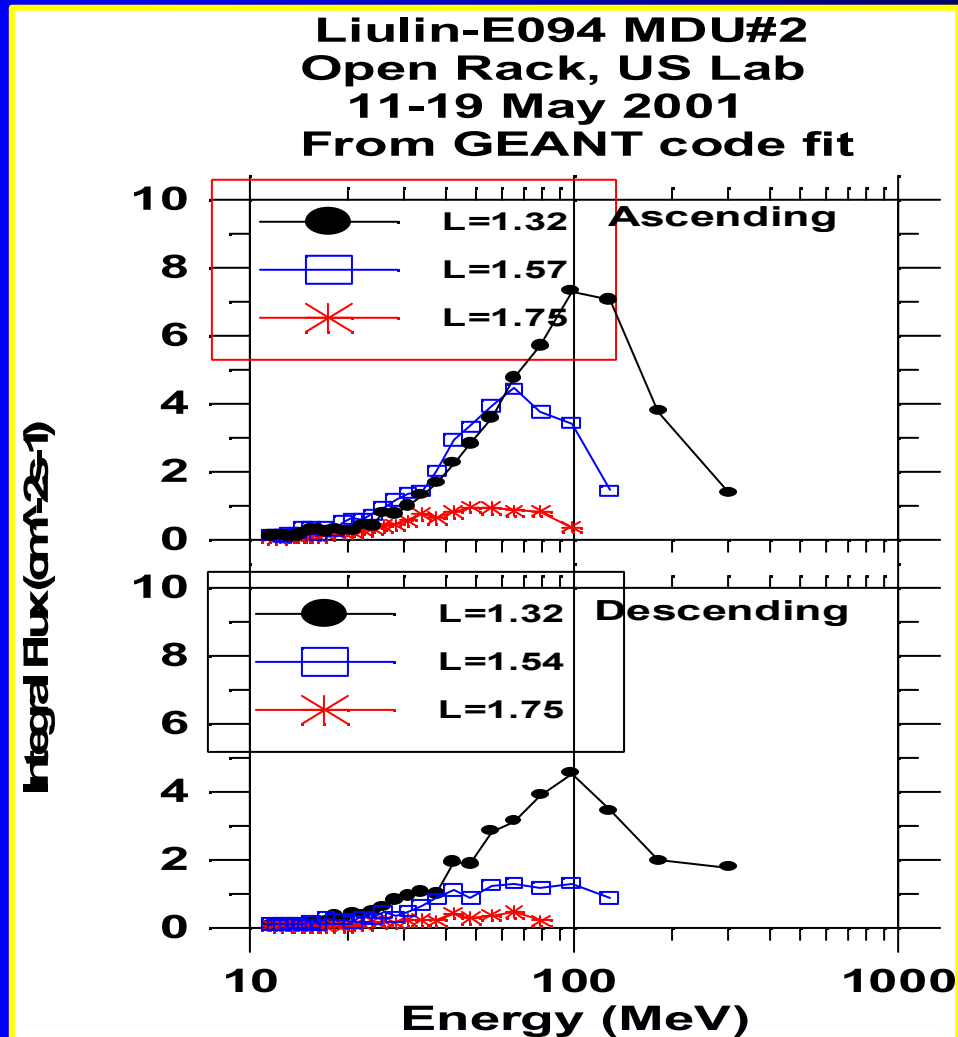 Liulin-E094 MDU#2
Open Rack, US Lab
11-19 May 2001
From GEANT code fit
10
8
6
4
2
0
L=1.32
L=1.57
L=1.75
Ascending
10
8
6
4
2
0
L=1.32
L=1.54
L=1.75
Descending
Integral Flux(cm^-2s-1)
10
100
1000
Energy (MeV)